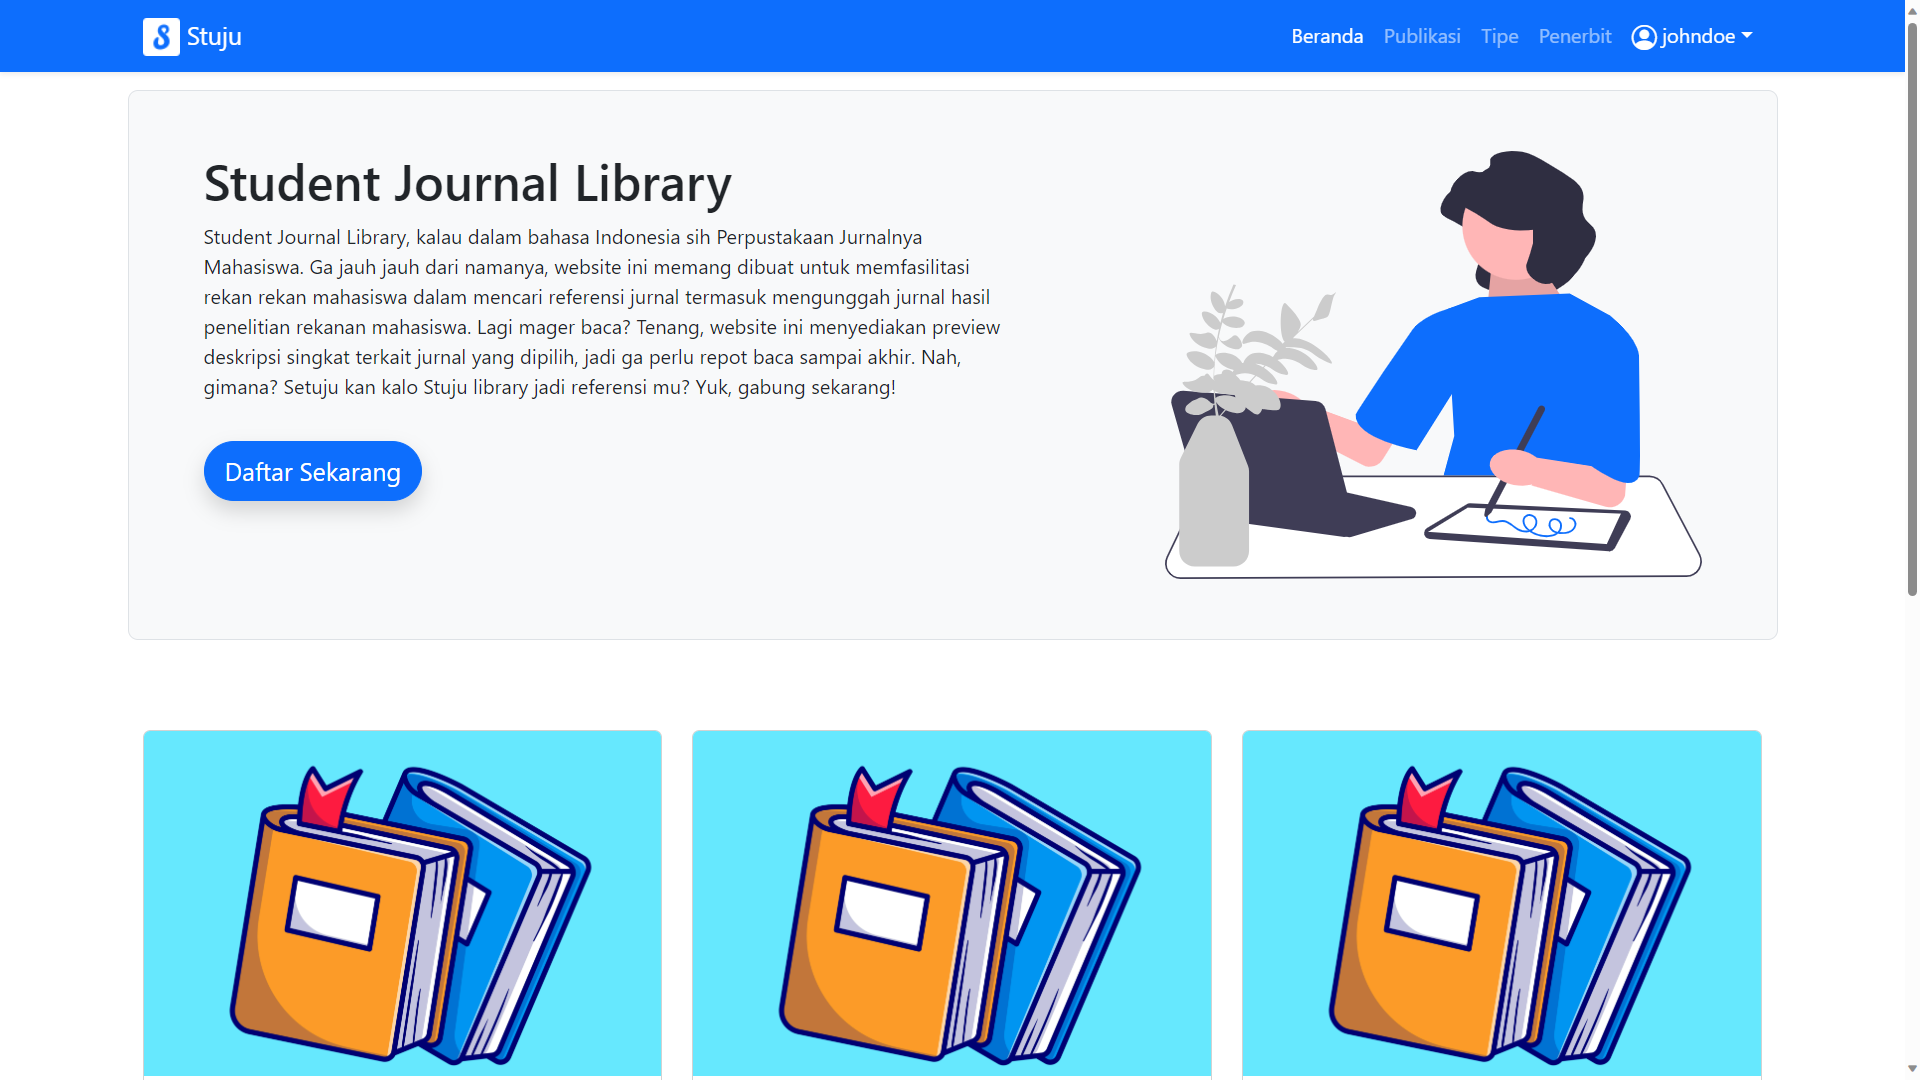 Stuju
Beranda Publikasi Tipe Penerbit johndoe
Student Journal Library
Student Journal Library, kalau dalam bahasa Indonesia sih Perpustakaan Jurnalnya
Mahasiswa. Ga jauh jauh dari namanya, website ini memang dibuat untuk memfasilitasi
rekan rekan mahasiswa dalam mencari referensi jurnal termasuk mengunggah jurnal hasil
penelitian rekanan mahasiswa. Lagi mager baca? Tenang, website ini menyediakan preview
deskripsi singkat terkait jurnal yang dipilih, jadi ga perlu repot baca sampai akhir. Nah,
gimana? Setuju kan kalo Stuju library jadi referensi mu? Yuk, gabung sekarang!
Daftar Sekarang